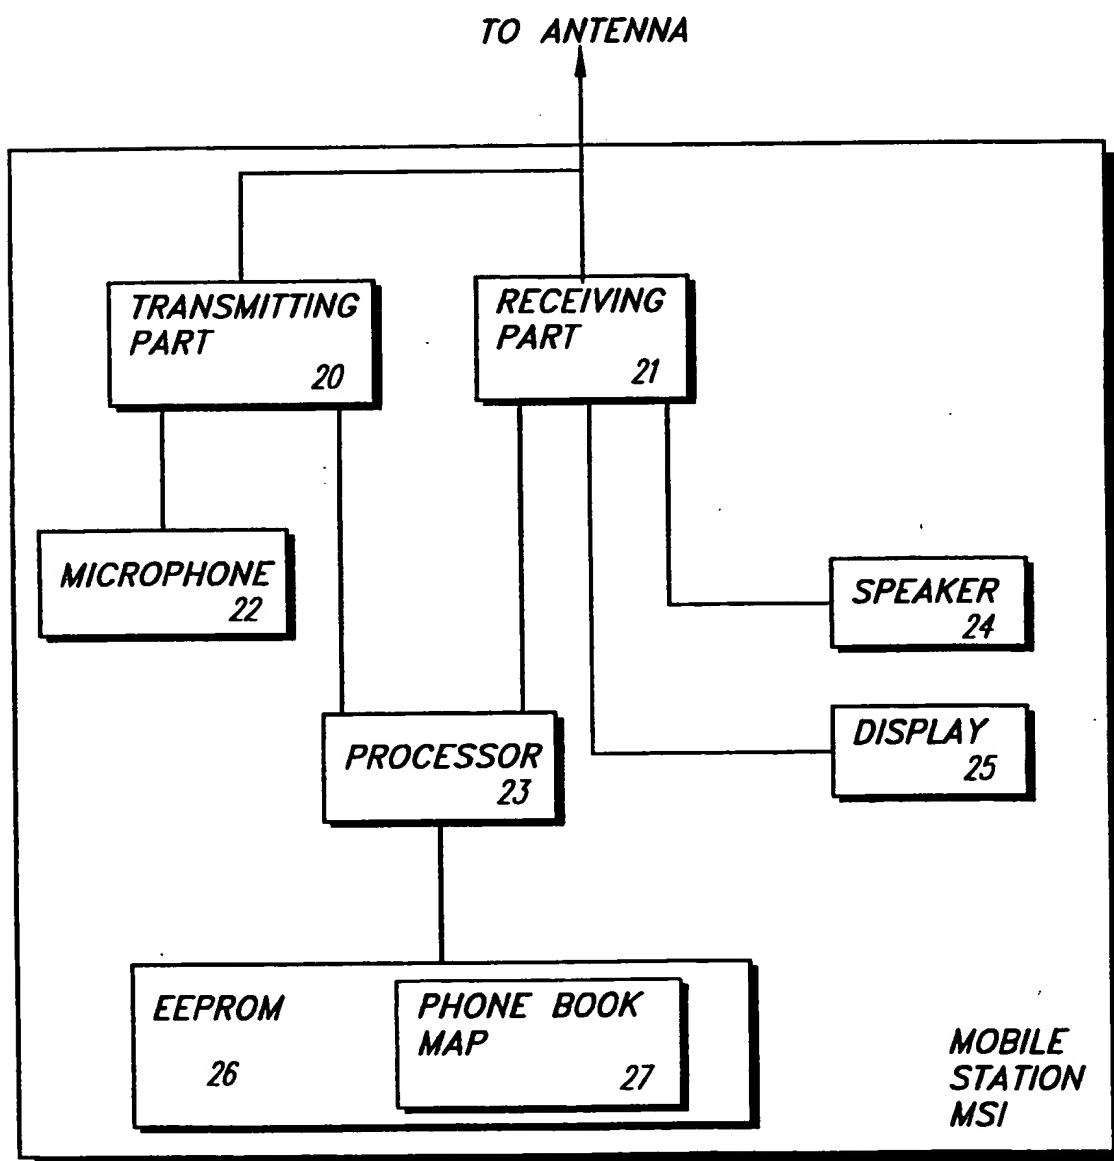 TO ANTENNA
TRANSMITTING
PART
20
RECEIVING
PART
21
MICROPHONE
22
SPEAKER
24
PROCESSOR
23
DISPLAY
25
EEPROM
26
PHONE BOOK
MAP
27
MOBILE
STATION
MSI